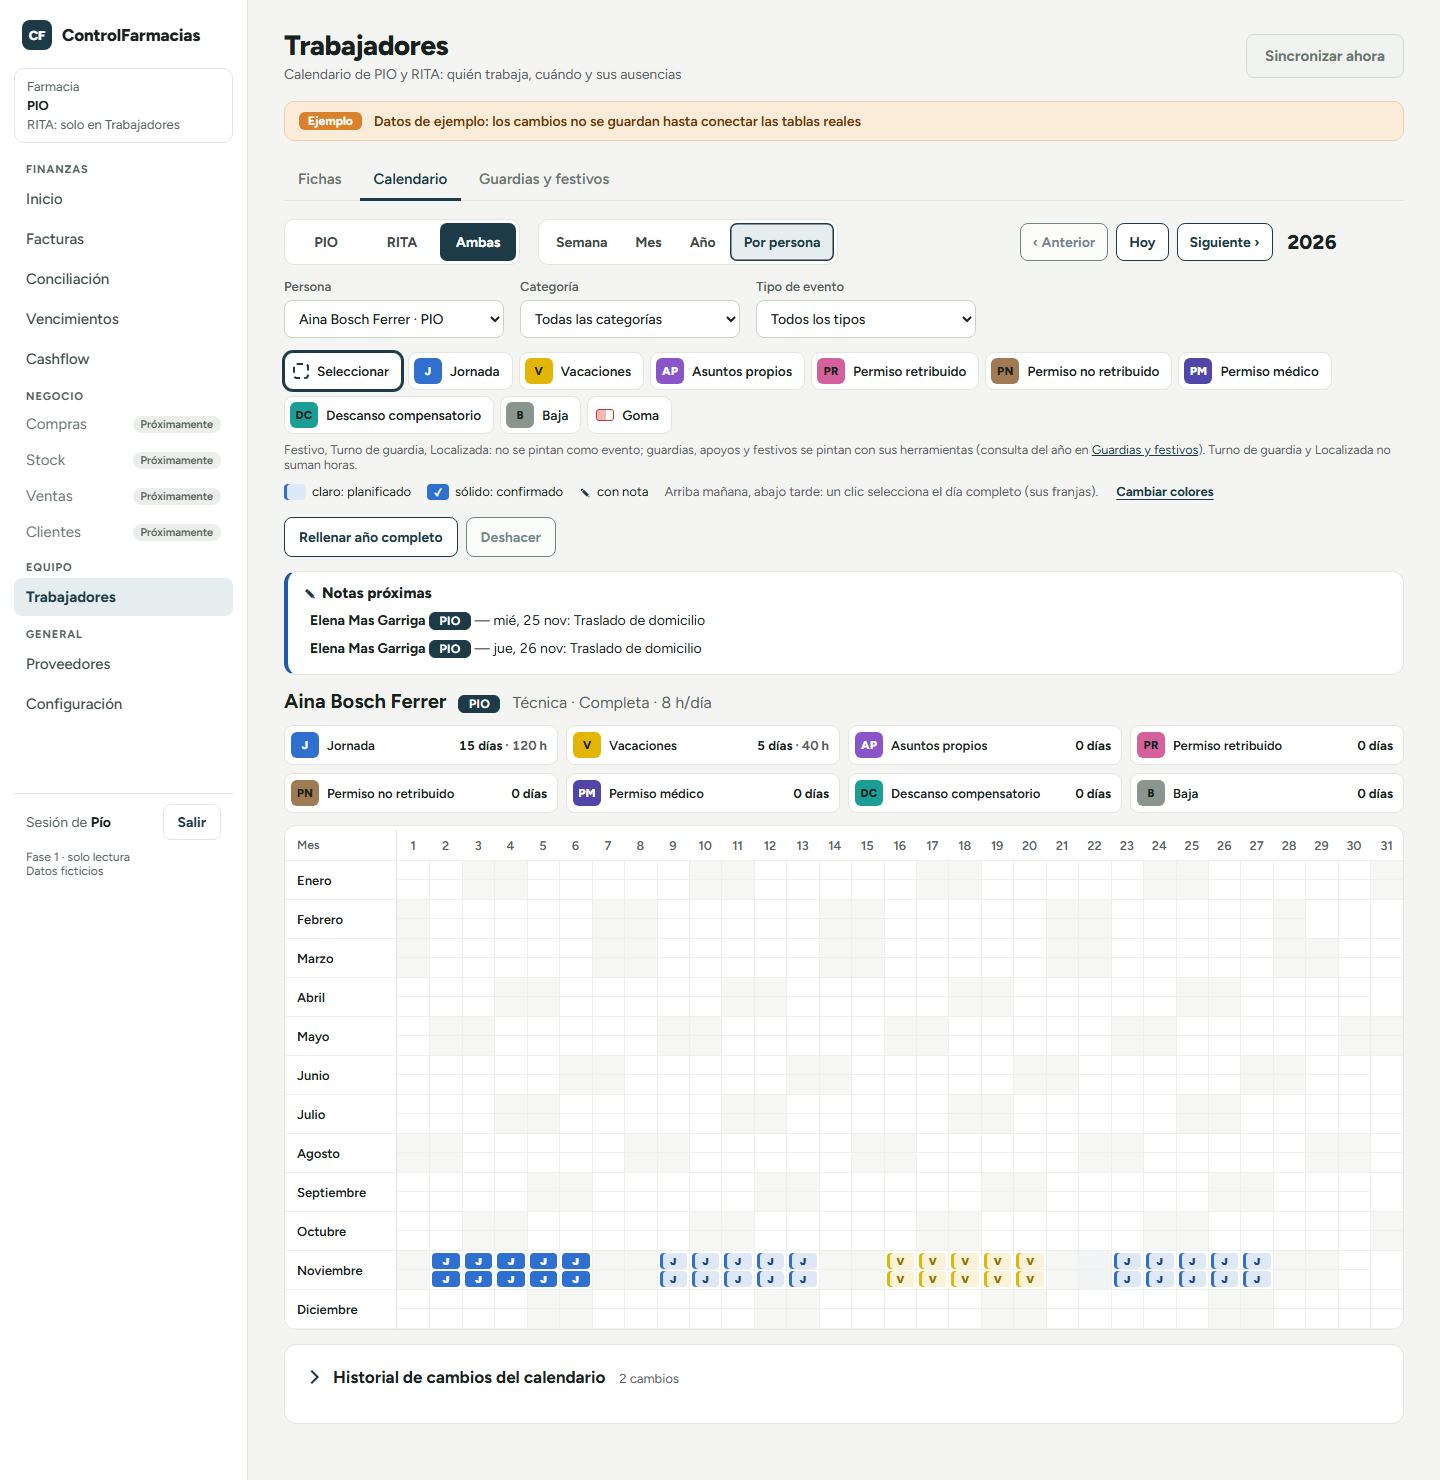 CF ControlFarmacias
Farmacia
PIO
RITA: solo en Trabajadores
FINANZAS
Inicio
Facturas
Conciliación
Vencimientos
Cashflow
NEGOCIO
Compras Próximamente
Stock Próximamente
Ventas Próximamente
Clientes Próximamente
EQUIPO
Trabajadores
GENERAL
Proveedores
Configuración
Sesión de Pío Salir
Fase 1 · solo lectura
Datos ficticios
Trabajadores
Calendario de PIO y RITA: quién trabaja, cuándo y sus ausencias
Sincronizar ahora
Ejemplo Datos de ejemplo: los cambios no se guardan hasta conectar las tablas reales
Fichas Calendario Guardias y festivos
PIO RITA Ambas Semana Mes Año Por persona ‹ Anterior Hoy Siguiente › 2026
Persona Categoría Tipo de evento
Aina Bosch Ferrer · PIO Todas las categorías Todos los tipos
Seleccionar J Jornada V Vacaciones AP Asuntos propios PR Permiso retribuido PN Permiso no retribuido PM Permiso médico
DC Descanso compensatorio B Baja Goma
Festivo, Turno de guardia, Localizada: no se pintan como evento; guardias, apoyos y festivos se pintan con sus herramientas (consulta del año en Guardias y festivos). Turno de guardia y Localizada no
suman horas.
claro: planificado ✓ sólido: confirmado con nota Arriba mañana, abajo tarde: un clic selecciona el día completo (sus franjas). Cambiar colores
Rellenar año completo Deshacer
Notas próximas
Elena Mas Garriga PIO — mié, 25 nov: Traslado de domicilio
Elena Mas Garriga PIO — jue, 26 nov: Traslado de domicilio
Aina Bosch Ferrer PIO Técnica · Completa · 8 h/día
J Jornada 15 días · 120 h V Vacaciones 5 días · 40 h AP Asuntos propios 0 días PR Permiso retribuido 0 días
PN Permiso no retribuido 0 días PM Permiso médico 0 días DC Descanso compensatorio 0 días B Baja 0 días
Mes 1 2 3 4 5 6 7 8 9 10 11 12 13 14 15 16 17 18 19 20 21 22 23 24 25 26 27 28 29 30 31
Enero
Febrero
Marzo
Abril
Mayo
Junio
Julio
Agosto
Septiembre
Octubre
J J J J J J J J J J V V V V V J J J J J
Noviembre
J J J J J J J J J J V V V V V J J J J J
Diciembre
Historial de cambios del calendario 2 cambios